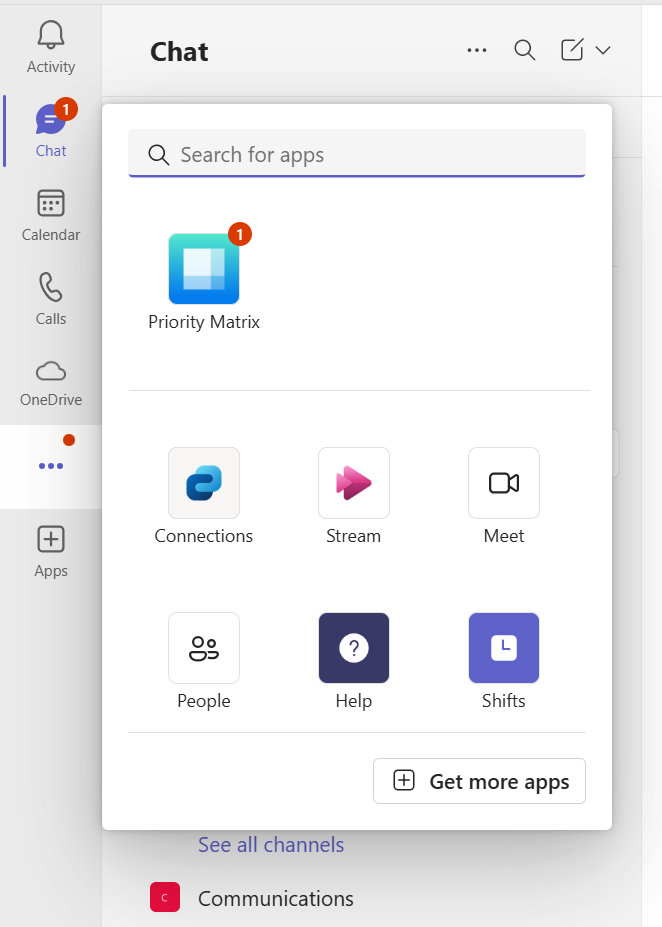 Activity
1
Chat
Calendar
Calls
OneDrive
Apps
Chat
Search for apps
1
Priority Matrix
Connections
Stream
Meet
People
?
Help
Shifts
Get more apps
See all channels
C
Communications